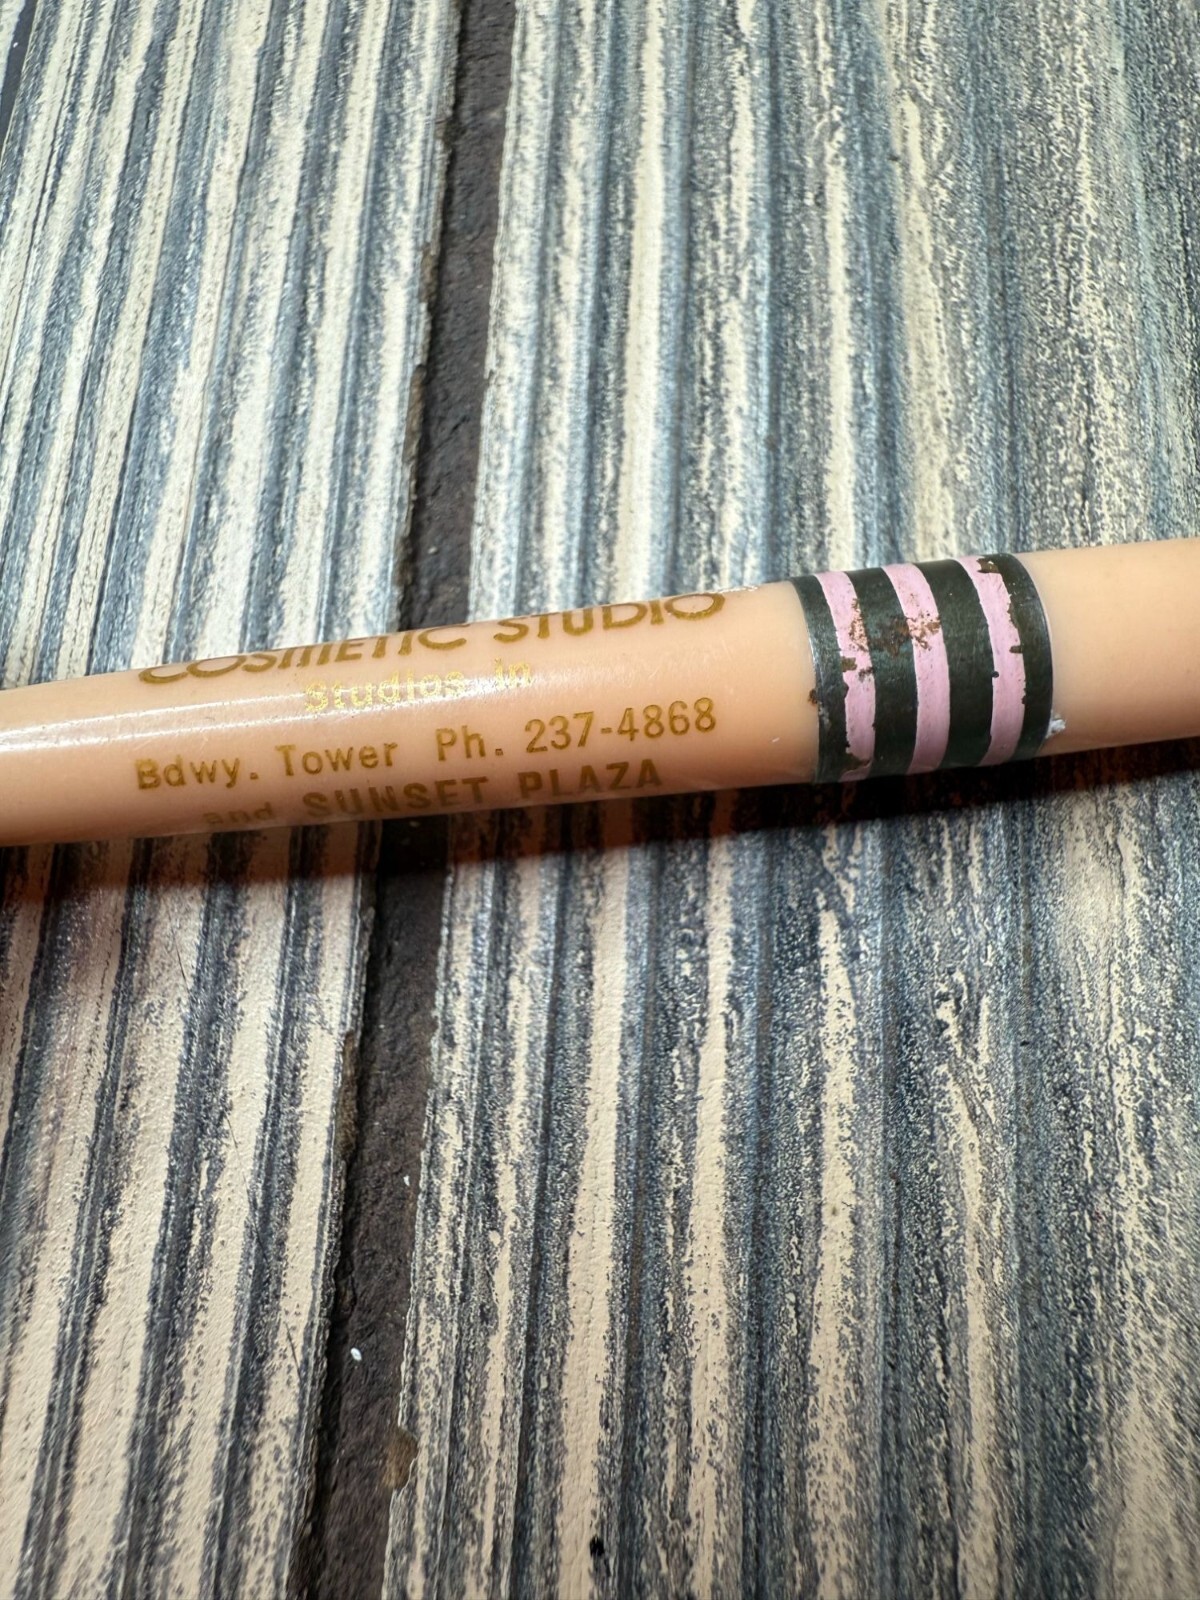 COSMETIC STUDIO
Studios in
Bdwy. Tower Ph. 237-4868
and SUNSET PLAZA